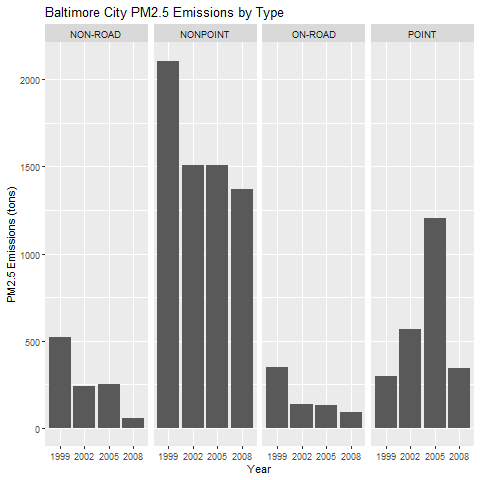 Baltimore City PM2.5 Emissions by Type
NON-ROAD NONPOINT ON-ROAD POINT
PM2.5 Emissions (tons)
2000
1500
1000
500
0
1999 2002 2005 2008 1999 2002 2005 2008 1999 2002 2005 2008 1999 2002 2005 2008
Year